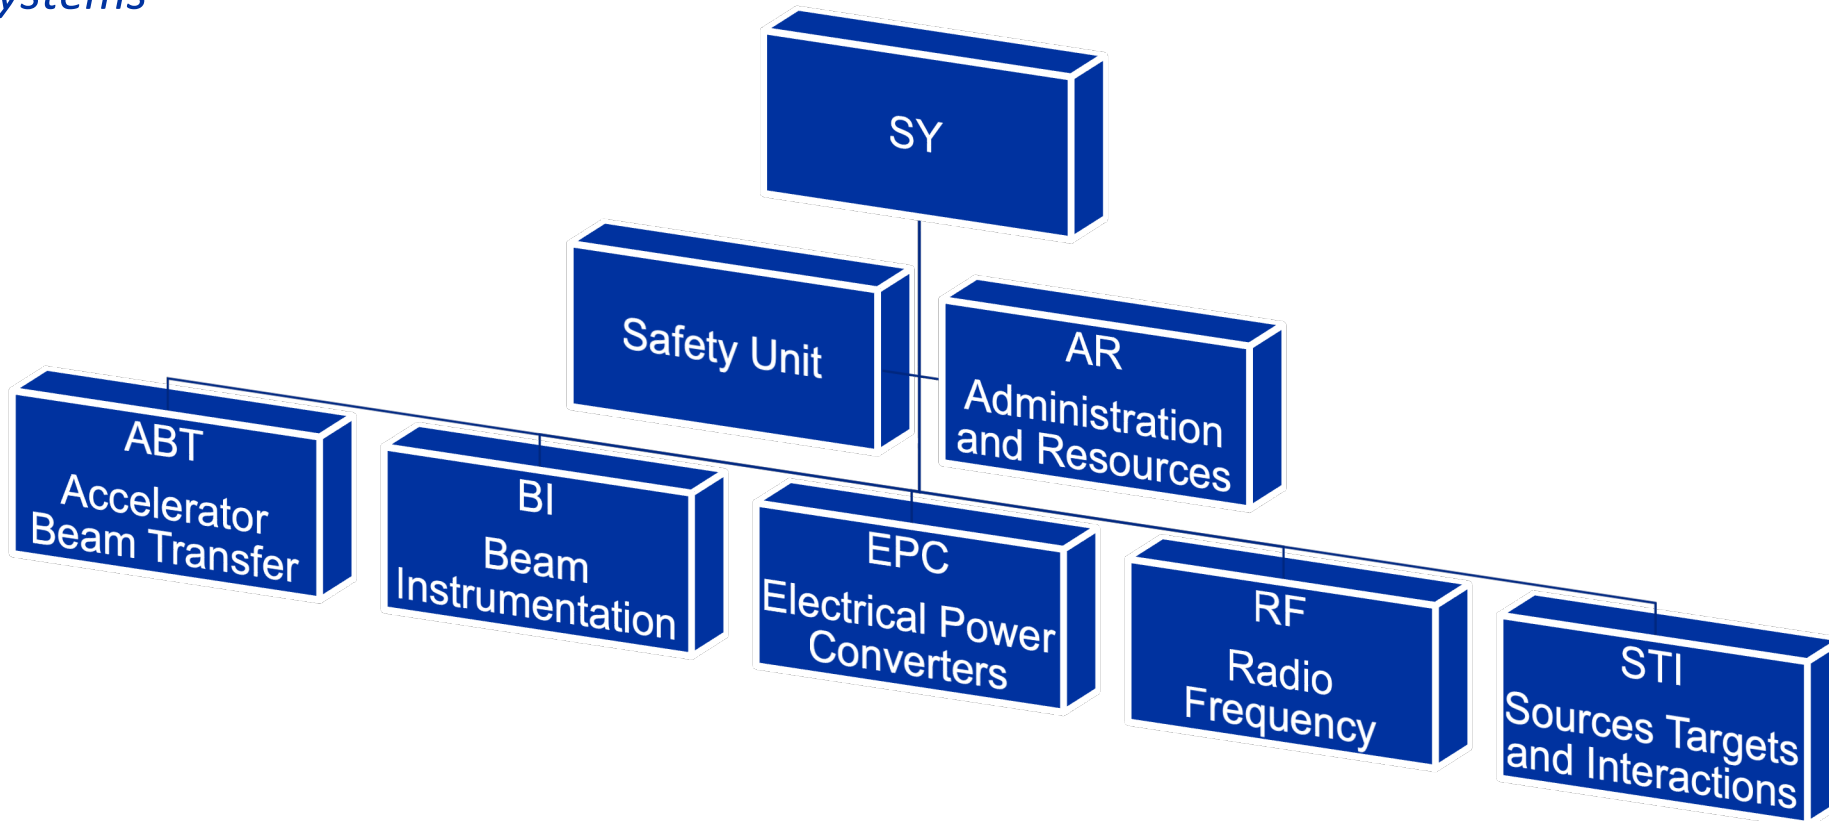 SY
Safety Unit
AR
Administration
and Resources
ABT
Accelerator
Beam Transfer
BI
Beam
Instrumentation
EPC
Electrical Power
Converters
RF
Radio
Frequency
STI
Sources Targets
and Interactions